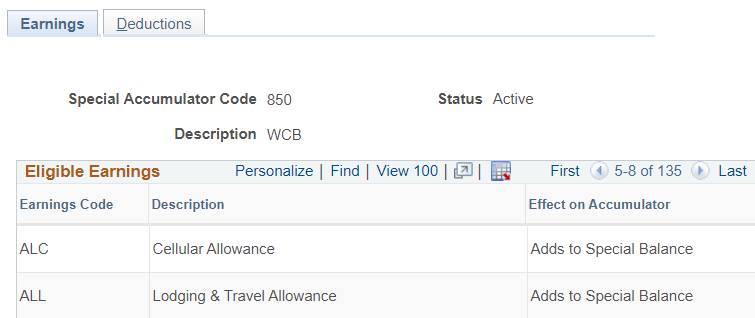 Earnings Deductions
Special Accumulator Code 850 Status Active
Description WCB
Eligible Earnings Personalize | Find | View 100 | | First 5-8 of 135 Last
Earnings Code Description Effect on Accumulator
ALC Cellular Allowance Adds to Special Balance
ALL Lodging & Travel Allowance Adds to Special Balance